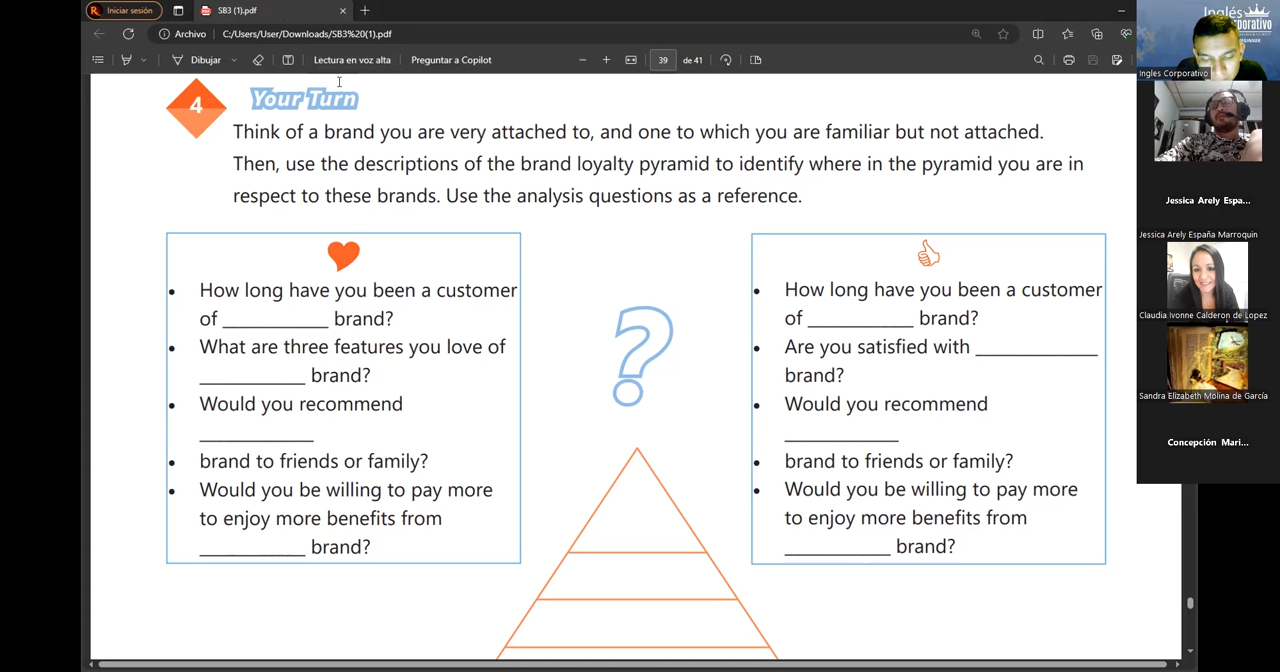 Iniciar sesión
SB3 (1).pdf
Archivo
C:/Users/User/Downloads/SB3%20(1).pdf
Dibujar
Lectura en voz alta
Preguntar a Copilot
39
de 41
4
Your Turn
Think of a brand you are very attached to, and one to which you are familiar but not attached.
Then, use the descriptions of the brand loyalty pyramid to identify where in the pyramid you are in
respect to these brands. Use the analysis questions as a reference.
• How long have you been a customer
of ___________ brand?
• What are three features you love of
___________ brand?
• Would you recommend
____________
• brand to friends or family?
• Would you be willing to pay more
to enjoy more benefits from
___________ brand?
?
• How long have you been a customer
of ___________ brand?
• Are you satisfied with _____________
brand?
• Would you recommend
____________
• brand to friends or family?
• Would you be willing to pay more
to enjoy more benefits from
___________ brand?
Inglés
Corporativo
Ingles Corporativo
Jessica Arely Espa...
Jessica Arely España Marroquin
Claudia Ivonne Calderon de Lopez
Sandra Elizabeth Molina de García
Concepción Mari...